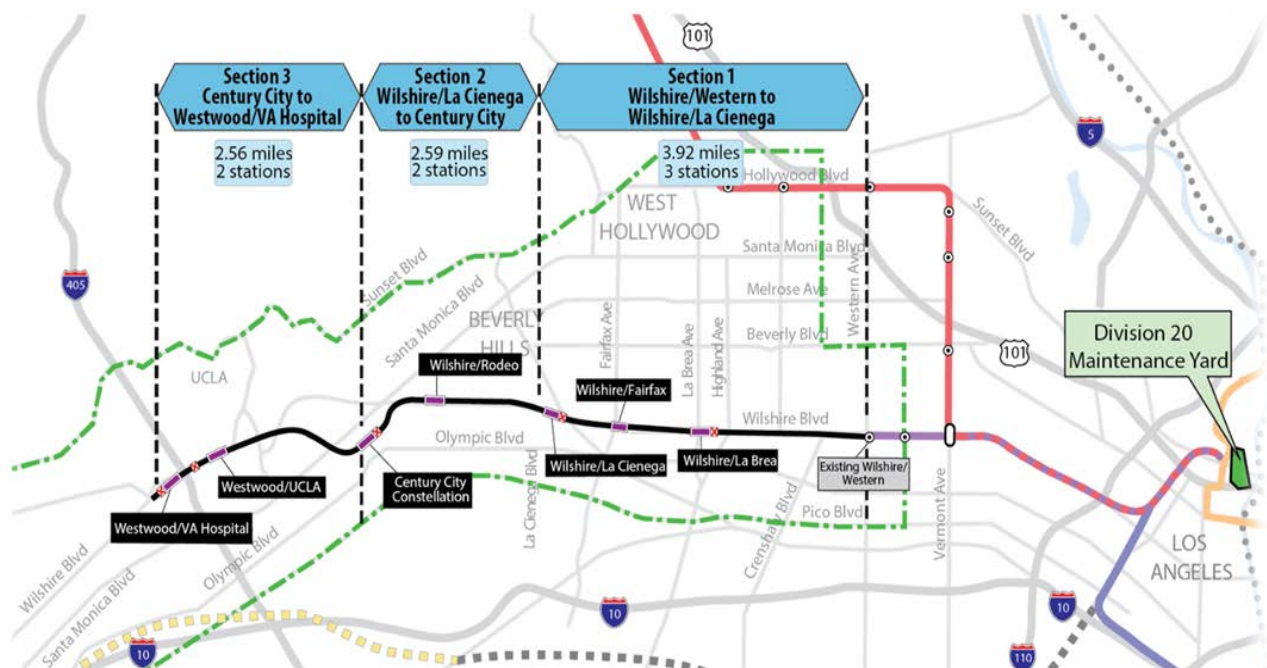 101
Section 3
Century City to
Westwood/VA Hospital
Section 2
Wilshire/La Cienega
to Century City
Section 1
Wilshire/Western to
Wilshire/La Cienega
2.56 miles
2 stations
2.59 miles
2 stations
3.92 miles
3 stations
5
Hollywood Blvd
WEST
HOLLYWOOD
Sunset Blvd
Santa Monica Blvd
Western Ave
Sunset Blvd
405
Santa Monica Blvd
Melrose Ave
BEVERLY
HILLS
Fairfax Ave
La Brea Ave
Highland Ave
Beverly Blvd
101
Division 20
Maintenance Yard
UCLA
Wilshire/Rodeo
Wilshire/Fairfax
Wilshire Blvd
Olympic Blvd
Wilshire/La Cienega
Wilshire/La Brea
Existing Wilshire/
Western
Westwood/UCLA
Century City
Constellation
La Cienega Blvd
Crenshaw Blvd
Pico Blvd
Vermont Ave
Westwood/VA Hospital
Wilshire Blvd
Santa Monica Blvd
Olympic Blvd
LOS
ANGELES
10
10
10
110